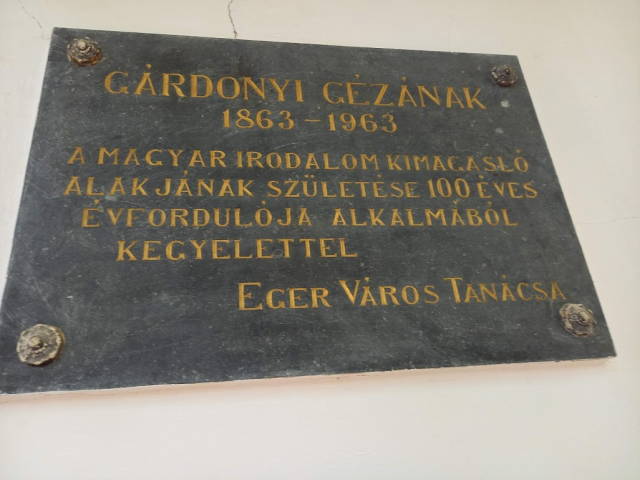 GÁRDONYI GÉZÁNAK
1863-1963
A MAGYAR IRODALOM KIMAGASLÓ
ALAKJÁNAK SZÜLETÉSE 100 ÉVES
ÉVFORDULÓJA ALKALMÁBÓL
KEGYELETTEL
EGER VÁROS TANÁCSA